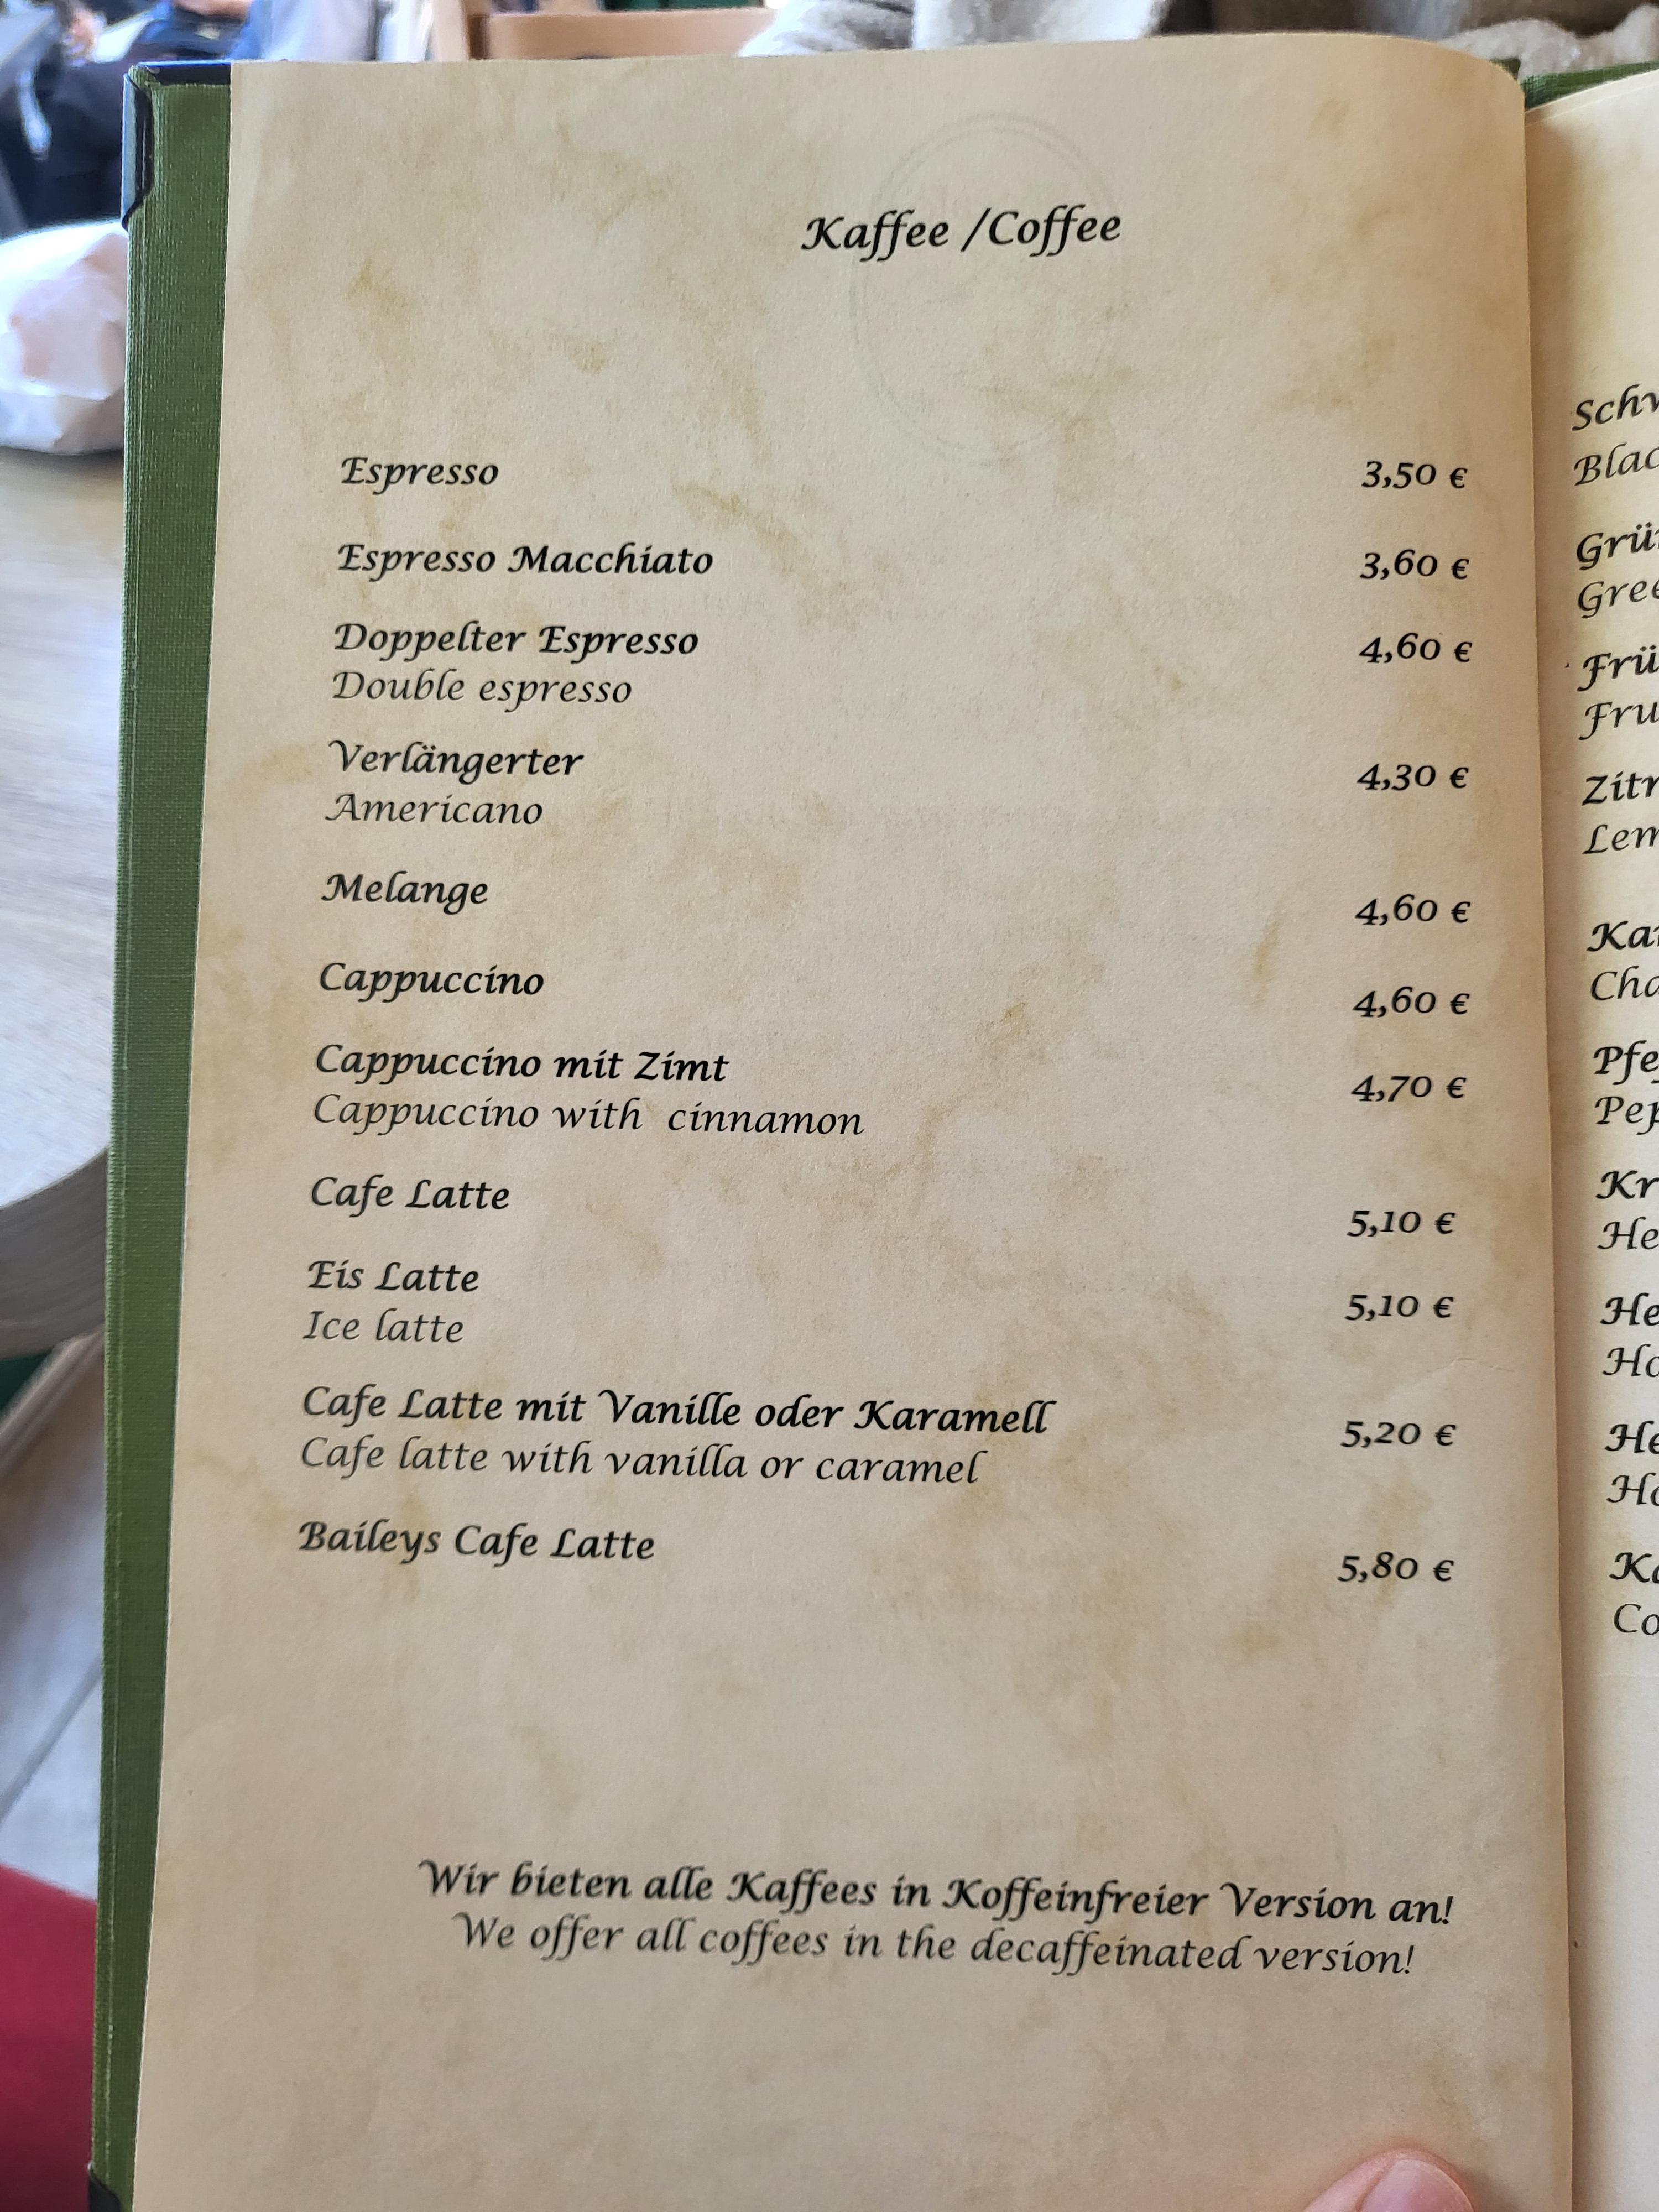 Kaffee /Coffee
Espresso 3,50 €
Espresso Macchiato 3,60 €
Doppelter Espresso 4,60 €
Double espresso
Verlängerter 4,30 €
Americano
Melange 4,60 €
Cappuccino 4,60 €
Cappuccino mit Zimt 4,70 €
Cappuccino with cinnamon
Cafe Latte 5,10 €
Eis Latte 5,10 €
Ice latte
Cafe Latte mit Vanille oder Karamell 5,20 €
Cafe latte with vanilla or caramel
Baileys Cafe Latte 5,80 €
Wir bieten alle Kaffees in Koffeinfreier Version an!
We offer all coffees in the decaffeinated version!